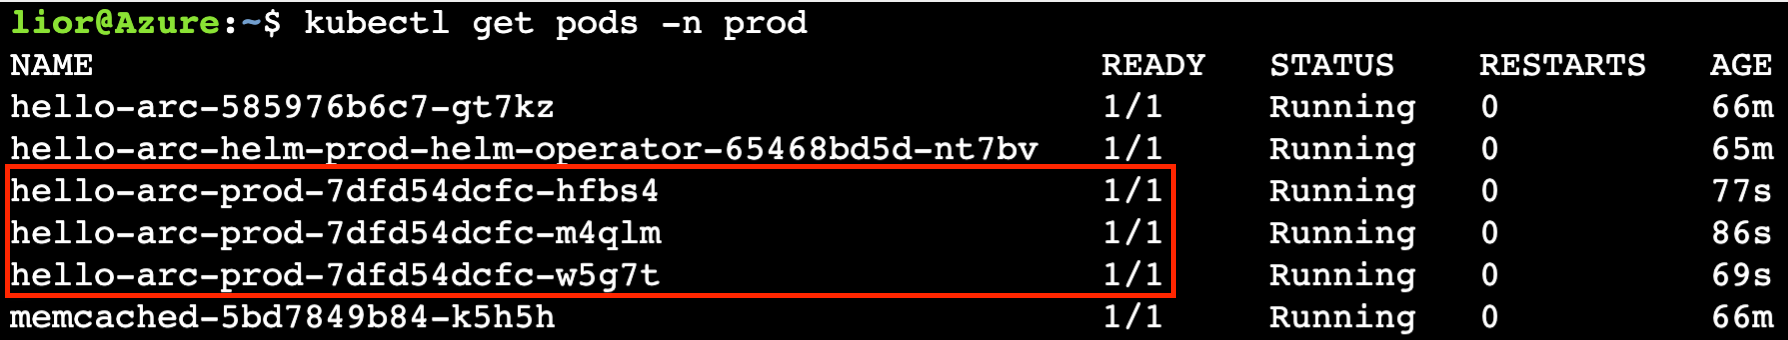 lior@Azure:~$ kubectl get pods -n prod
NAME READY STATUS RESTARTS AGE
hello-arc-585976b6c7-gt7kz 1/1 Running 0 66m
hello-arc-helm-prod-helm-operator-65468bd5d-nt7bv 1/1 Running 0 65m
hello-arc-prod-7dfd54dcfc-hfbs4 1/1 Running 0 77s
hello-arc-prod-7dfd54dcfc-m4qlm 1/1 Running 0 86s
hello-arc-prod-7dfd54dcfc-w5g7t 1/1 Running 0 69s
memcached-5bd7849b84-k5h5h 1/1 Running 0 66m